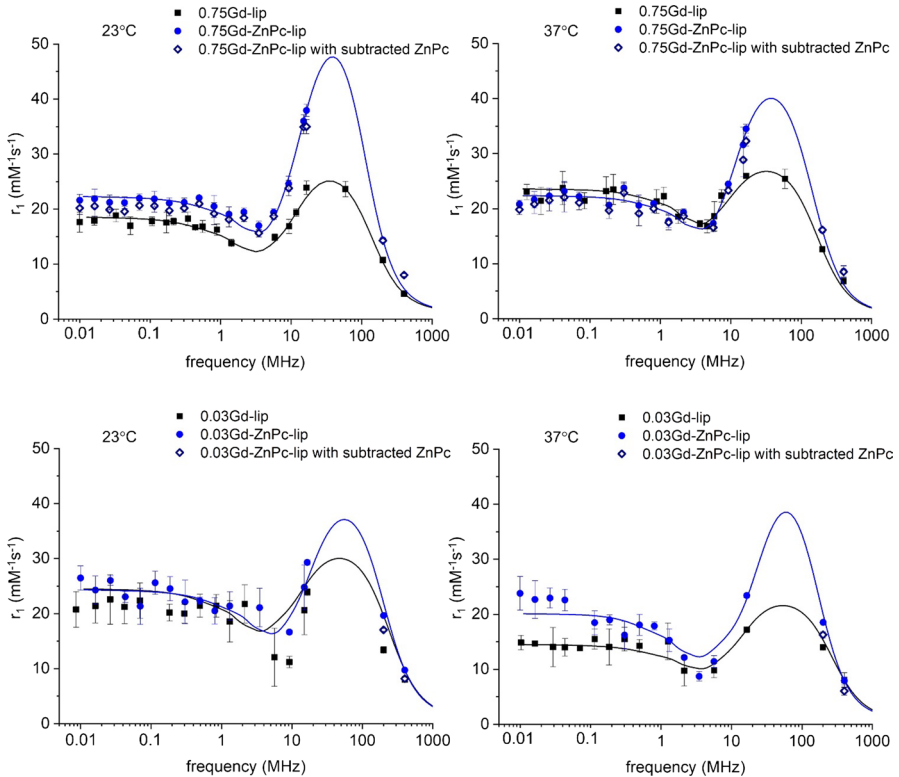 23°C
0.75Gd-lip
0.75Gd-ZnPc-lip
0.75Gd-ZnPc-lip with subtracted ZnPc
50
40
30
20
10
0
r1 (mM-1s-1)
0.01 0.1 1 10 100 1000
frequency (MHz)
37°C
0.75Gd-lip
0.75Gd-ZnPc-lip
0.75Gd-ZnPc-lip with subtracted ZnPc
50
40
30
20
10
0
r1 (mM-1s-1)
0.01 0.1 1 10 100 1000
frequency (MHz)
23°C
0.03Gd-lip
0.03Gd-ZnPc-lip
0.03Gd-ZnPc-lip with subtracted ZnPc
50
40
30
20
10
0
r1 (mM-1s-1)
0.01 0.1 1 10 100 1000
frequency (MHz)
37°C
0.03Gd-lip
0.03Gd-ZnPc-lip
0.03Gd-ZnPc-lip with subtracted ZnPc
50
40
30
20
10
0
r1 (mM-1s-1)
0.01 0.1 1 10 100 1000
frequency (MHz)